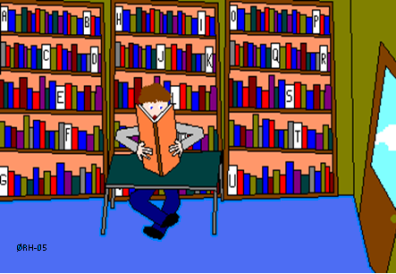 A B H I O P
C D J K Q R
E S
F T
G U
ØRH-05